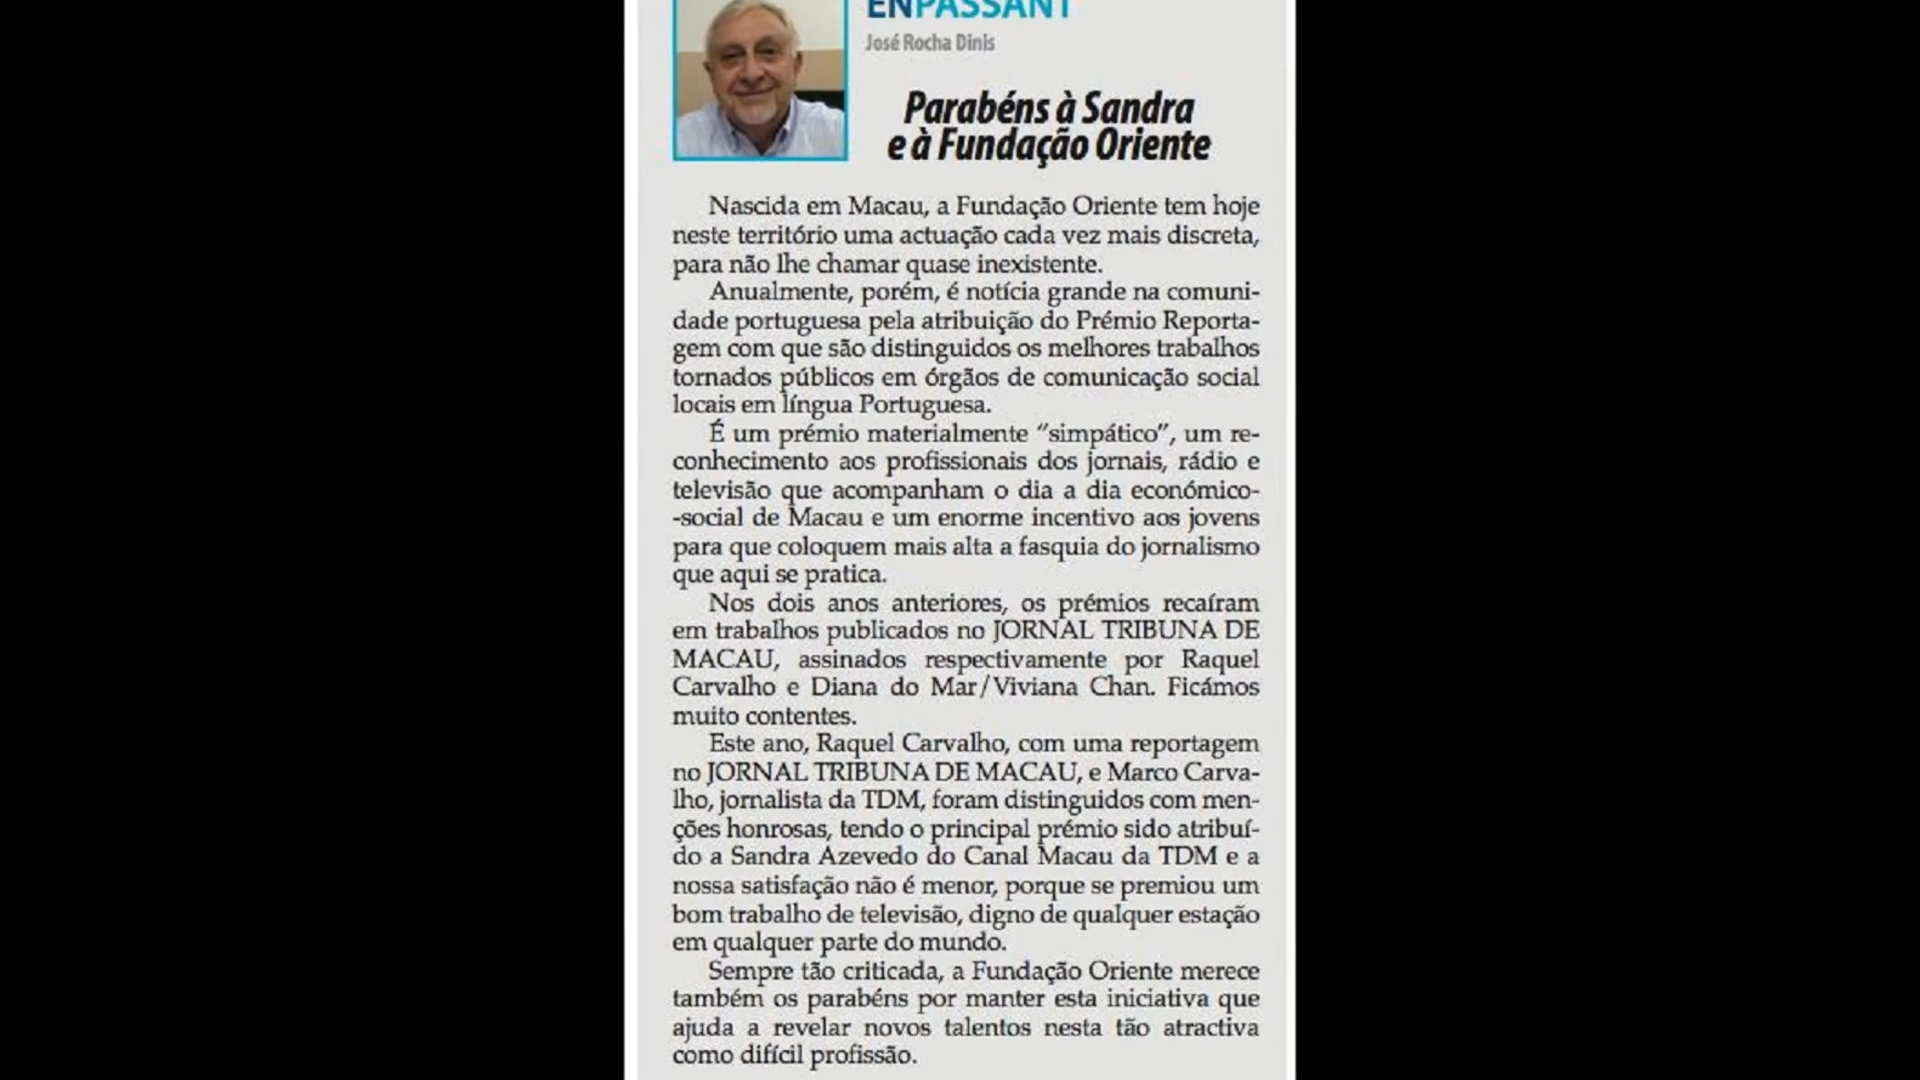 ENPASSANT
José Rocha Dinis
Parabéns à Sandra
e à Fundação Oriente
Nascida em Macau, a Fundação Oriente tem hoje
neste território uma actuação cada vez mais discreta,
para não lhe chamar quase inexistente.
Anualmente, porém, é notícia grande na comuni-
dade portuguesa pela atribuição do Prémio Reporta-
gem com que são distinguidos os melhores trabalhos
tornados públicos em órgãos de comunicação social
locais em língua Portuguesa.
É um prémio materialmente “simpático”, um re-
conhecimento aos profissionais dos jornais, rádio e
televisão que acompanham o dia a dia económico-
-social de Macau e um enorme incentivo aos jovens
para que coloquem mais alta a fasquia do jornalismo
que aqui se pratica.
Nos dois anos anteriores, os prémios recaíram
em trabalhos publicados no JORNAL TRIBUNA DE
MACAU, assinados respectivamente por Raquel
Carvalho e Diana do Mar/Viviana Chan. Ficámos
muito contentes.
Este ano, Raquel Carvalho, com uma reportagem
no JORNAL TRIBUNA DE MACAU, e Marco Carva-
lho, jornalista da TDM, foram distinguidos com men-
ções honrosas, tendo o principal prémio sido atribuí-
do a Sandra Azevedo do Canal Macau da TDM e a
nossa satisfação não é menor, porque se premiou um
bom trabalho de televisão, digno de qualquer estação
em qualquer parte do mundo.
Sempre tão criticada, a Fundação Oriente merece
também os parabéns por manter esta iniciativa que
ajuda a revelar novos talentos nesta tão atractiva
como difícil profissão.